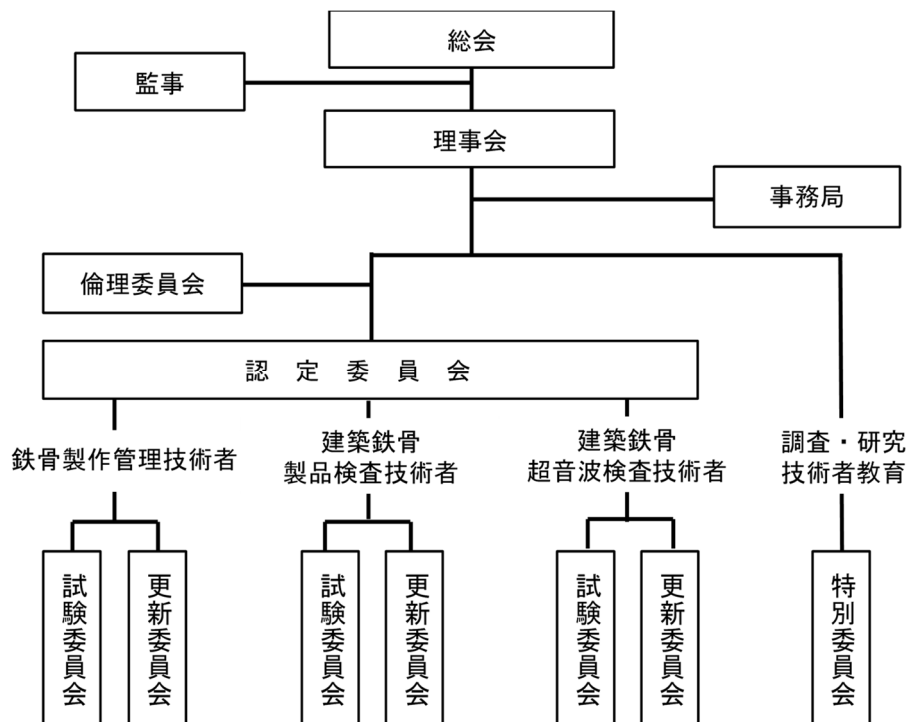 総会
監事
理事会
事務局
倫理委員会
認定委員会
鉄骨製作管理技術者
建築鉄骨
製品検査技術者
建築鉄骨
超音波検査技術者
調査・研究
技術者教育
試験委員会
更新委員会
試験委員会
更新委員会
試験委員会
更新委員会
特別委員会